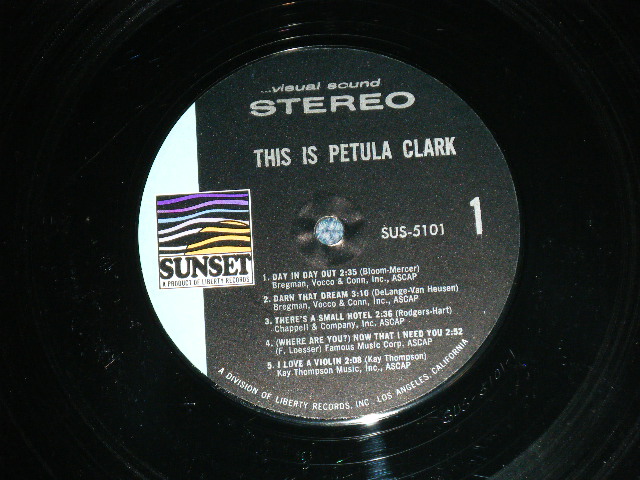 ...visual sound
STEREO
THIS IS PETULA CLARK
SUS-5101
1
SUNSET
A PRODUCT OF LIBERTY RECORDS
1. DAY IN DAY OUT 2:35 (Bloom-Mercer)
Bregman, Vocco & Conn, Inc., ASCAP
2. DARN THAT DREAM 3:10 (DeLange-Van Heusen)
Bregman, Vocco & Conn, Inc., ASCAP
3. THERE'S A SMALL HOTEL 2:36 (Rodgers-Hart)
Chappell & Company, Inc. ASCAP
4. (WHERE ARE YOU?) NOW THAT I NEED YOU 2:52
(F. Loesser) Famous Music Corp. ASCAP
5. I LOVE A VIOLIN 2:08 (Kay Thompson)
Kay Thompson Music, Inc., ASCAP
A DIVISION OF LIBERTY RECORDS, INC., LOS ANGELES, CALIFORNIA